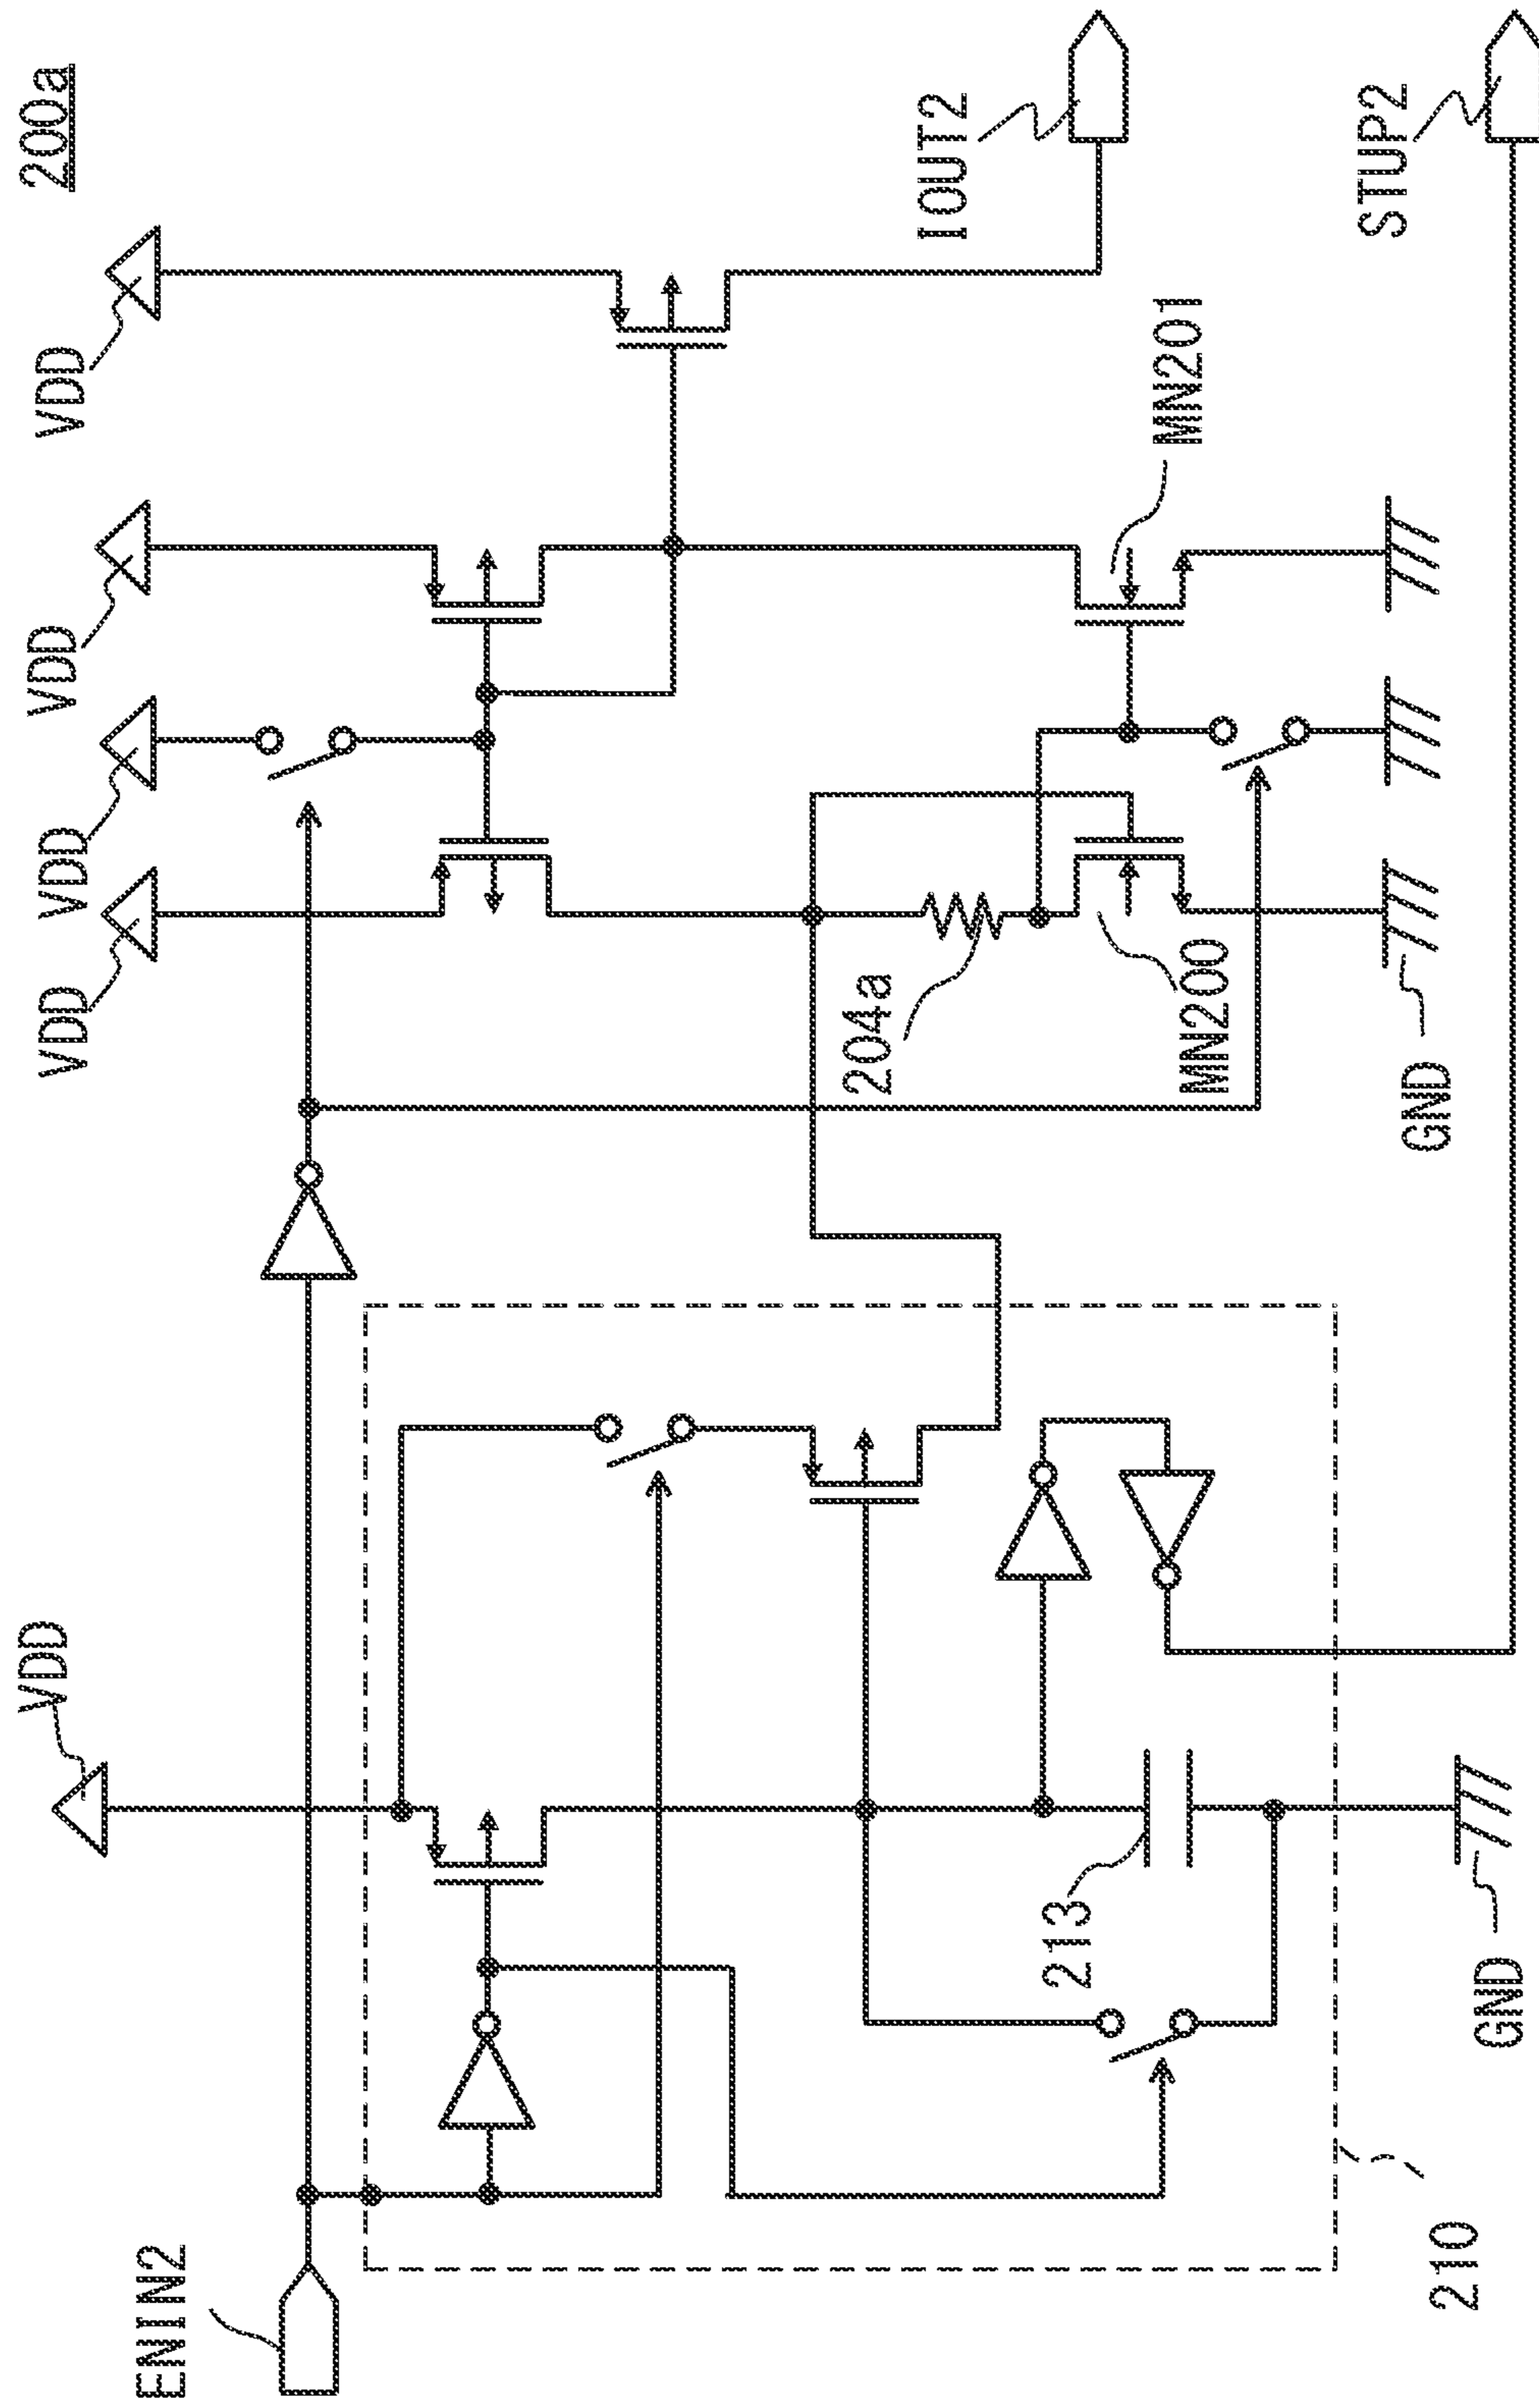 200a
VDD
VDD
VDD
VDD
VDD
ENIN2
IOUT2
STUP2
MN201
204a
MN200
GND
213
GND
210